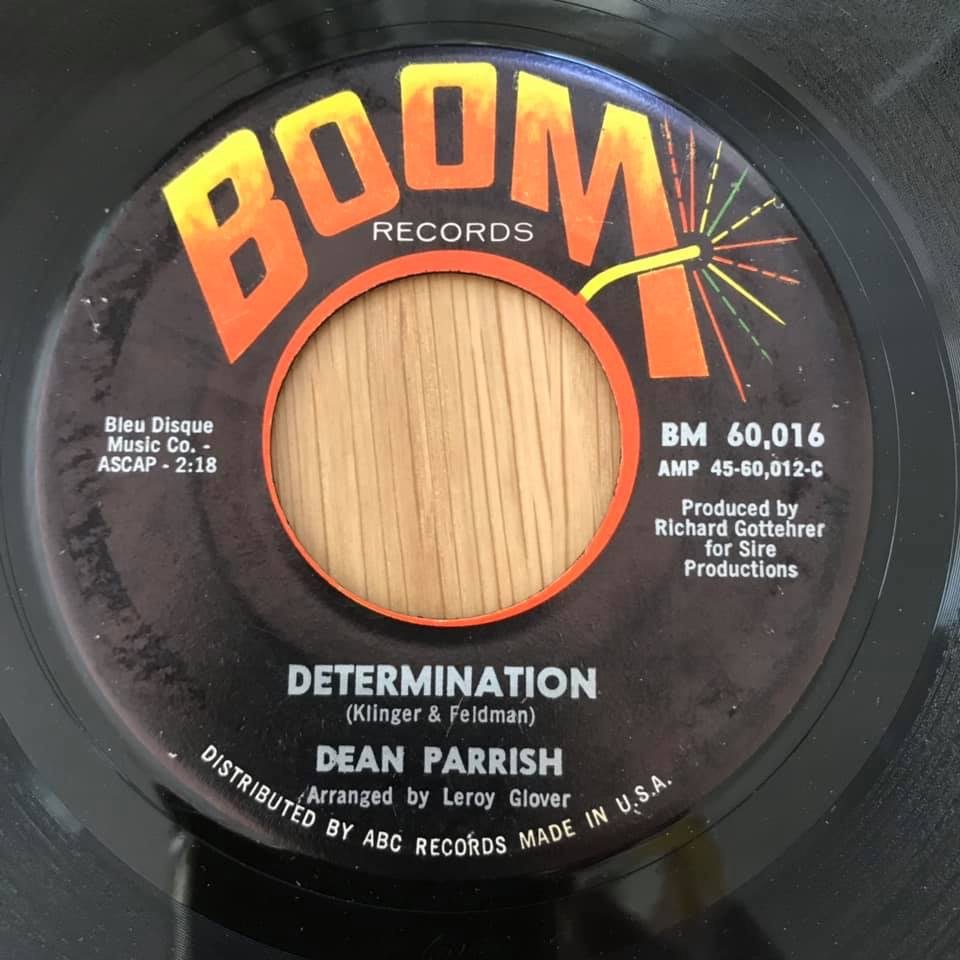 BOOM
RECORDS
Bleu Disque
Music Co. -
ASCAP - 2:18
BM 60,016
AMP 45-60,012-C
Produced by
Richard Gottehrer
for Sire
Productions
DETERMINATION
(Klinger & Feldman)
DEAN PARRISH
Arranged by Leroy Glover
DISTRIBUTED BY ABC RECORDS MADE IN U.S.A.